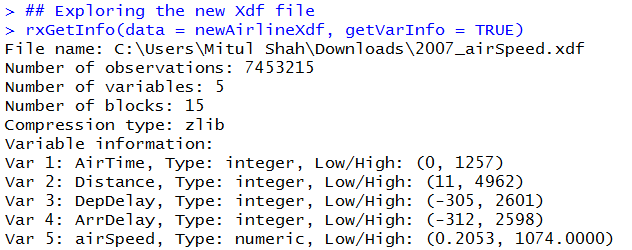 > ## Exploring the new Xdf file
> rxGetInfo(data = newAirlineXdf, getVarInfo = TRUE)
File name: C:\Users\Mitul Shah\Downloads\2007_airSpeed.xdf
Number of observations: 7453215
Number of variables: 5
Number of blocks: 15
Compression type: zlib
Variable information:
Var 1: AirTime, Type: integer, Low/High: (0, 1257)
Var 2: Distance, Type: integer, Low/High: (11, 4962)
Var 3: DepDelay, Type: integer, Low/High: (-305, 2601)
Var 4: ArrDelay, Type: integer, Low/High: (-312, 2598)
Var 5: airSpeed, Type: numeric, Low/High: (0.2053, 1074.0000)